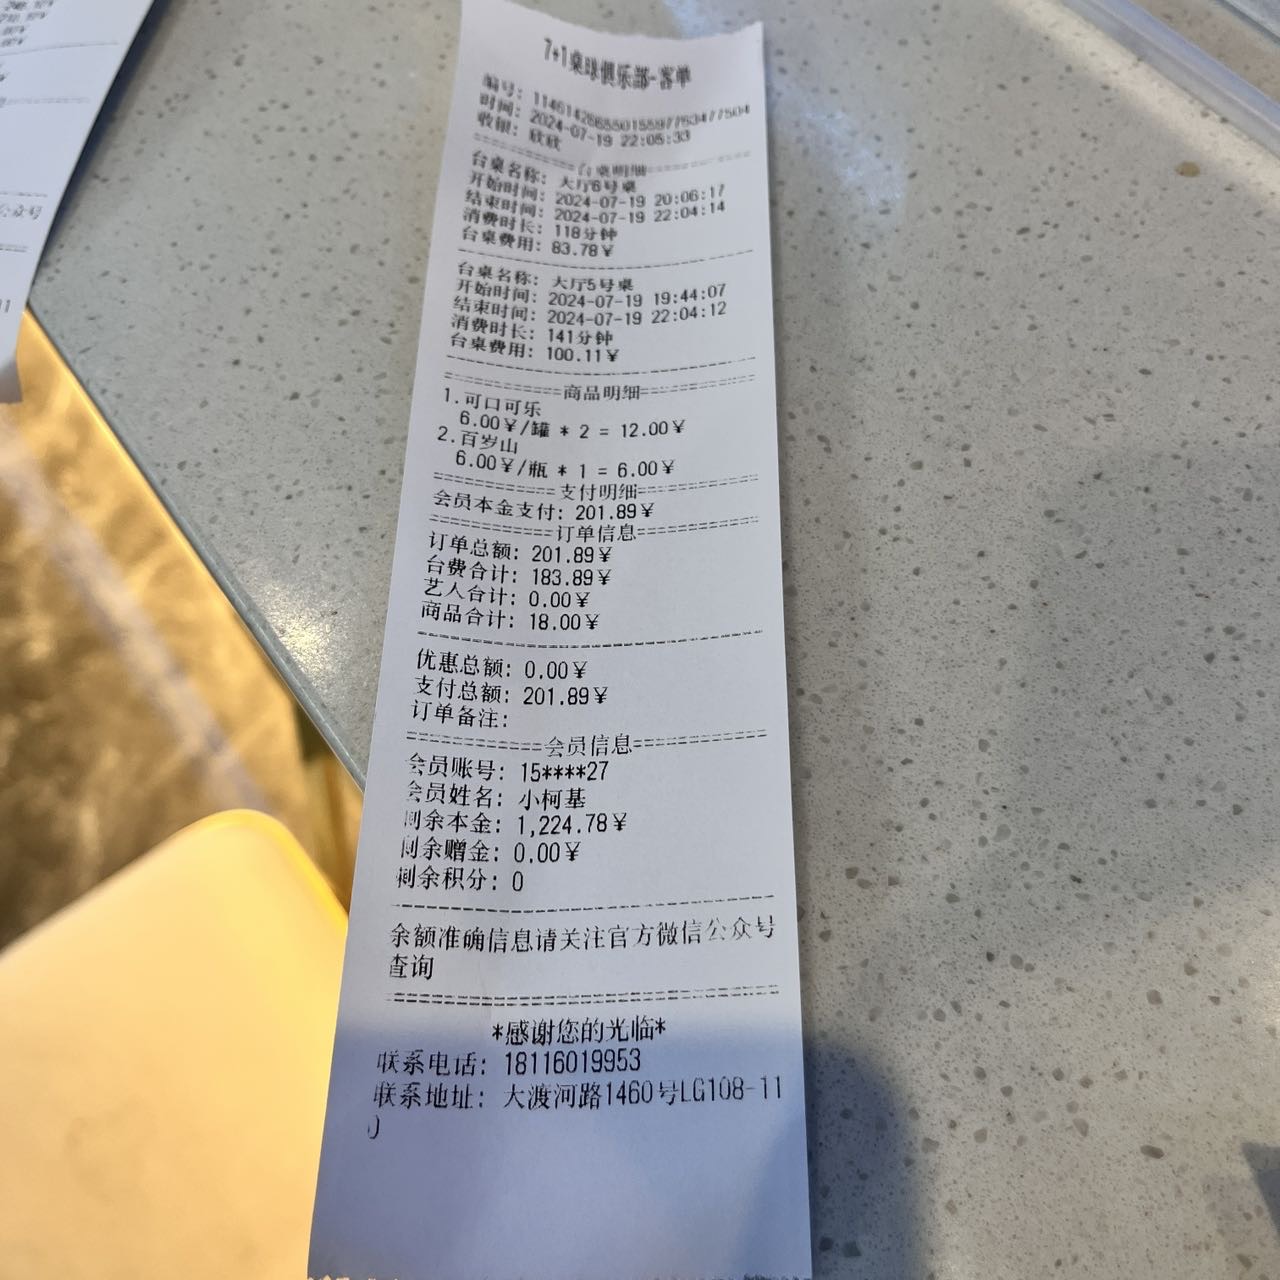 7+1桌球俱乐部-客单
编号: 1146142665501559775347​7504
时间: 2024-07-19 22:05:33
收银: 欣欣
==========台桌明细==========
台桌名称: 大厅6号桌
开始时间: 2024-07-19 20:06:17
结束时间: 2024-07-19 22:04:14
消费时长: 118分钟
台桌费用: 83.78¥
台桌名称: 大厅5号桌
开始时间: 2024-07-19 19:44:07
结束时间: 2024-07-19 22:04:12
消费时长: 141分钟
台桌费用: 100.11¥
==========商品明细==========
1.可口可乐
6.00¥/罐 * 2 = 12.00¥
2.百岁山
6.00¥/瓶 * 1 = 6.00¥
==========支付明细==========
会员本金支付: 201.89¥
==========订单信息==========
订单总额: 201.89¥
台费合计: 183.89¥
艺人合计: 0.00¥
商品合计: 18.00¥
优惠总额: 0.00¥
支付总额: 201.89¥
订单备注:
==========会员信息==========
会员账号: 15****27
会员姓名: 小柯基
剩余本金: 1,224.78¥
剩余赠金: 0.00¥
剩余积分: 0
余额准确信息请关注官方微信公众号
查询
*感谢您的光临*
联系电话: 18116019953
联系地址: 大渡河路1460号LG108-11
0
公众号